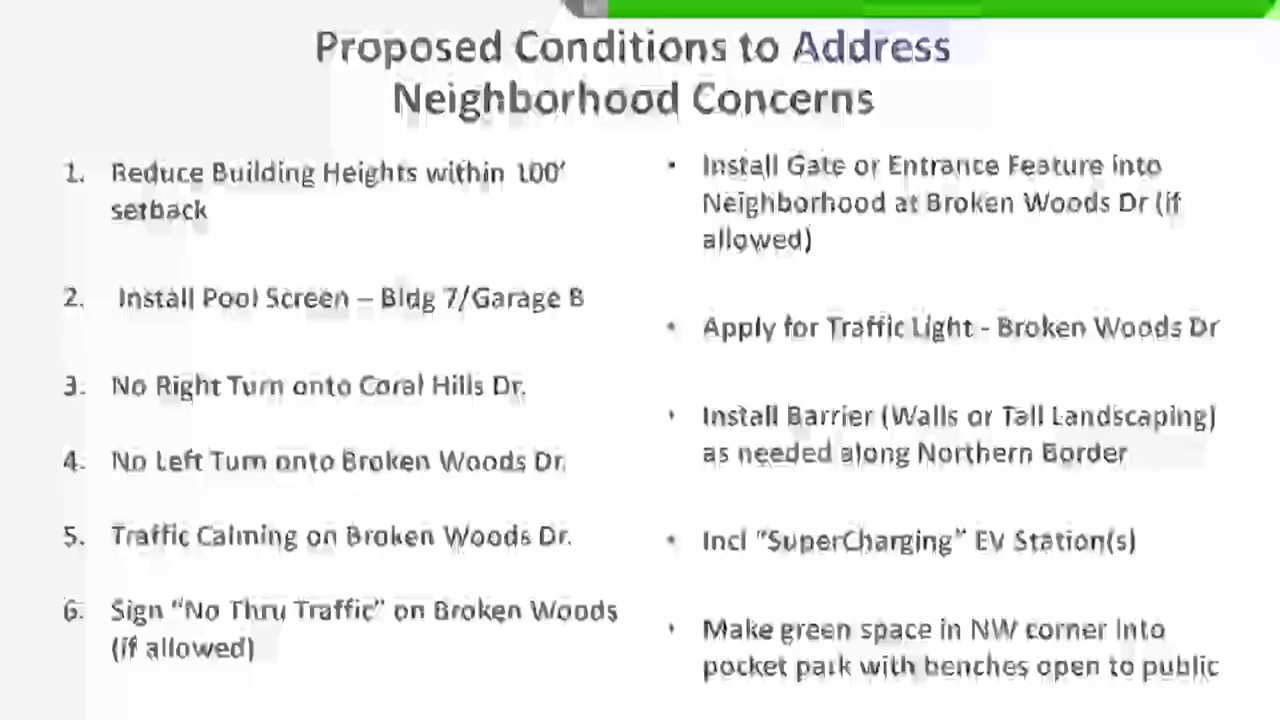 Proposed Conditions to Address
Neighborhood Concerns
1. Reduce Building Heights within 100'
setback
2. Install Pool Screen – Bldg 7/Garage B
3. No Right Turn onto Coral Hills Dr.
4. No Left Turn onto Broken Woods Dr.
5. Traffic Calming on Broken Woods Dr.
6. Sign "No Thru Traffic" on Broken Woods
(if allowed)
• Install Gate or Entrance Feature into
Neighborhood at Broken Woods Dr (if
allowed)
• Apply for Traffic Light - Broken Woods Dr
• Install Barrier (Walls or Tall Landscaping)
as needed along Northern Border
• Incl "SuperCharging" EV Station(s)
• Make green space in NW corner into
pocket park with benches open to public